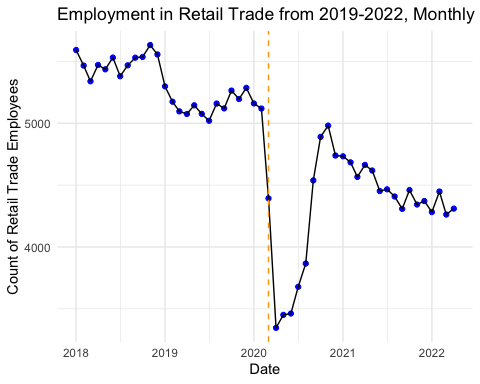 Employment in Retail Trade from 2019-2022, Monthly
Count of Retail Trade Employees
5000
4000
2018
2019
2020
2021
2022
Date